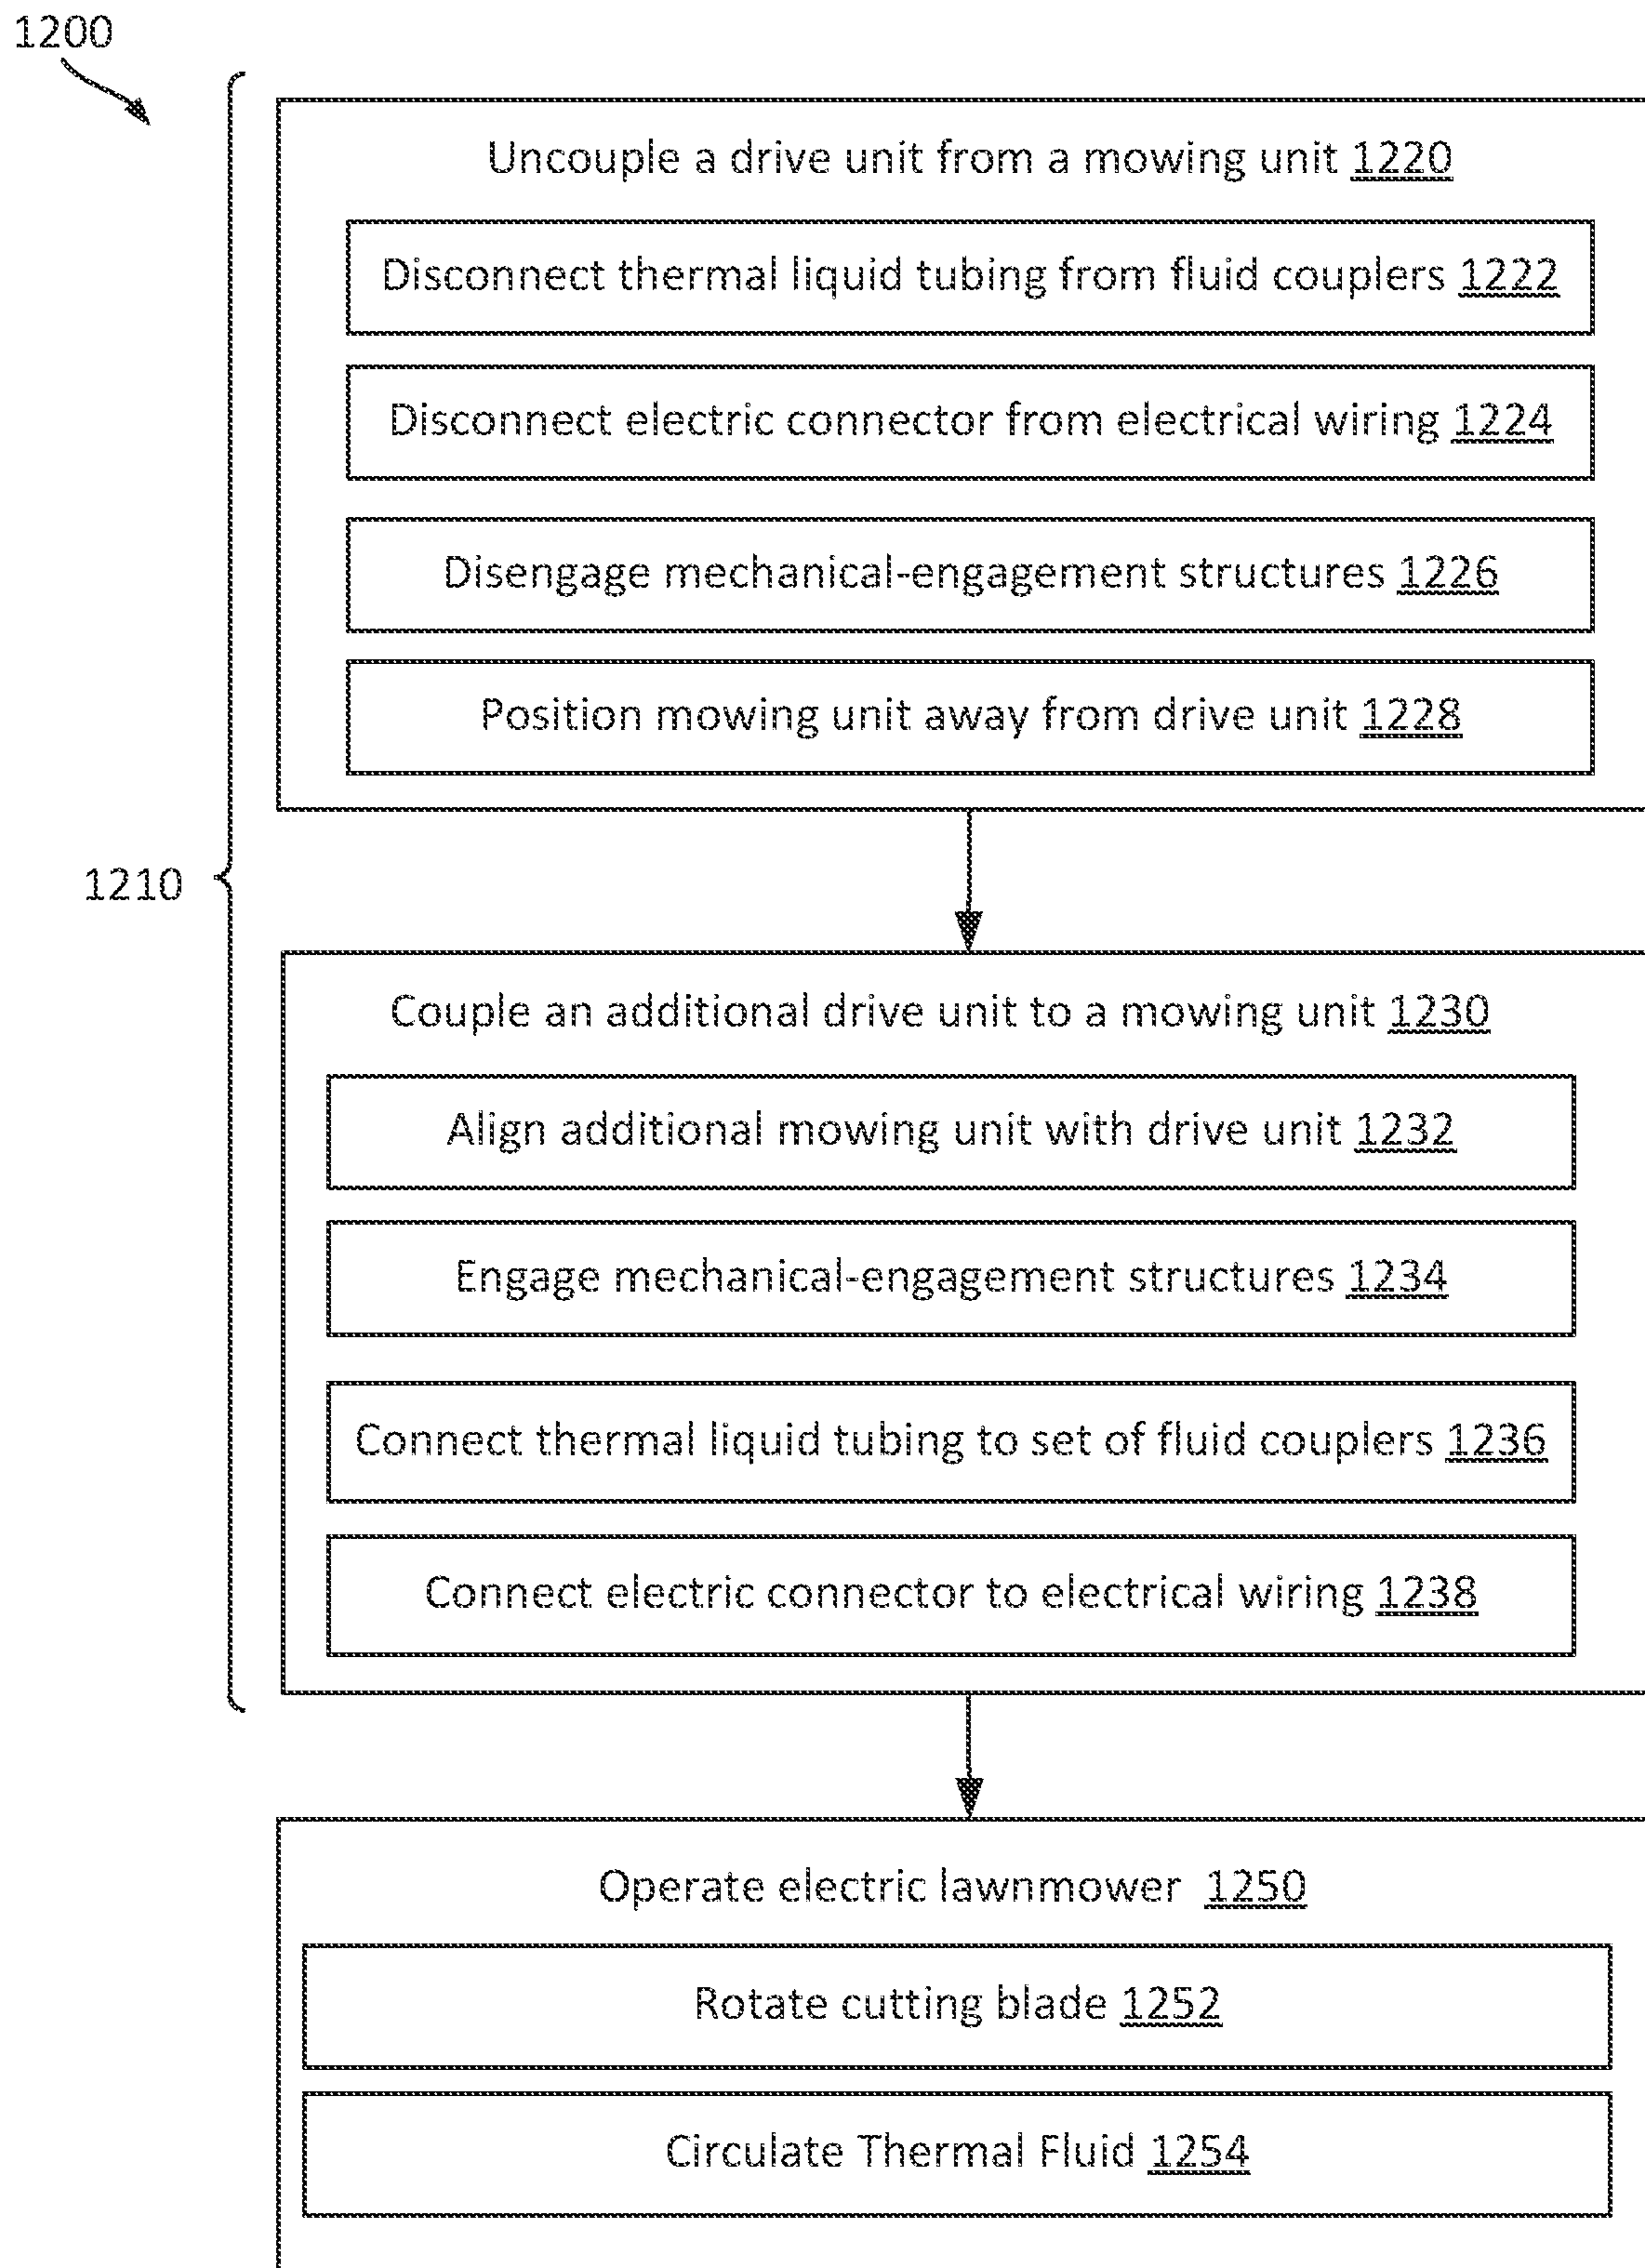 1200
Uncouple a drive unit from a mowing unit 1220
Disconnect thermal liquid tubing from fluid couplers 1222
Disconnect electric connector from electrical wiring 1224
Disengage mechanical-engagement structures 1226
Position mowing unit away from drive unit 1228
1210
Couple an additional drive unit to a mowing unit 1230
Align additional mowing unit with drive unit 1232
Engage mechanical-engagement structures 1234
Connect thermal liquid tubing to set of fluid couplers 1236
Connect electric connector to electrical wiring 1238
Operate electric lawnmower 1250
Rotate cutting blade 1252
Circulate Thermal Fluid 1254